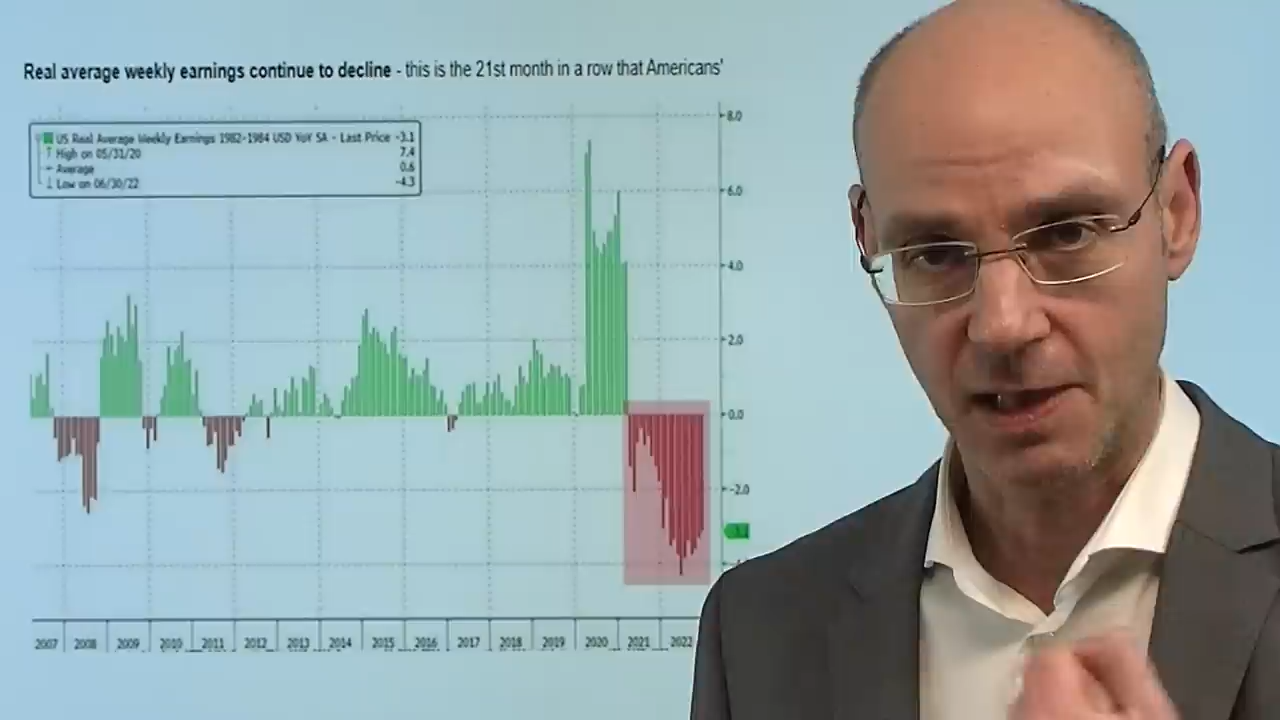 Real average weekly earnings continue to decline - this is the 21st month in a row that Americans'
US Real Average Weekly Earnings 1982-1984 USD YoY SA - Last Price -3.1
High on 05/31/20 7.4
Average 0.6
Low on 06/30/22 -4.3
8.0
6.0
4.0
2.0
0.0
-2.0
2007 2008 2009 2010 2011 2012 2013 2014 2015 2016 2017 2018 2019 2020 2021 2022